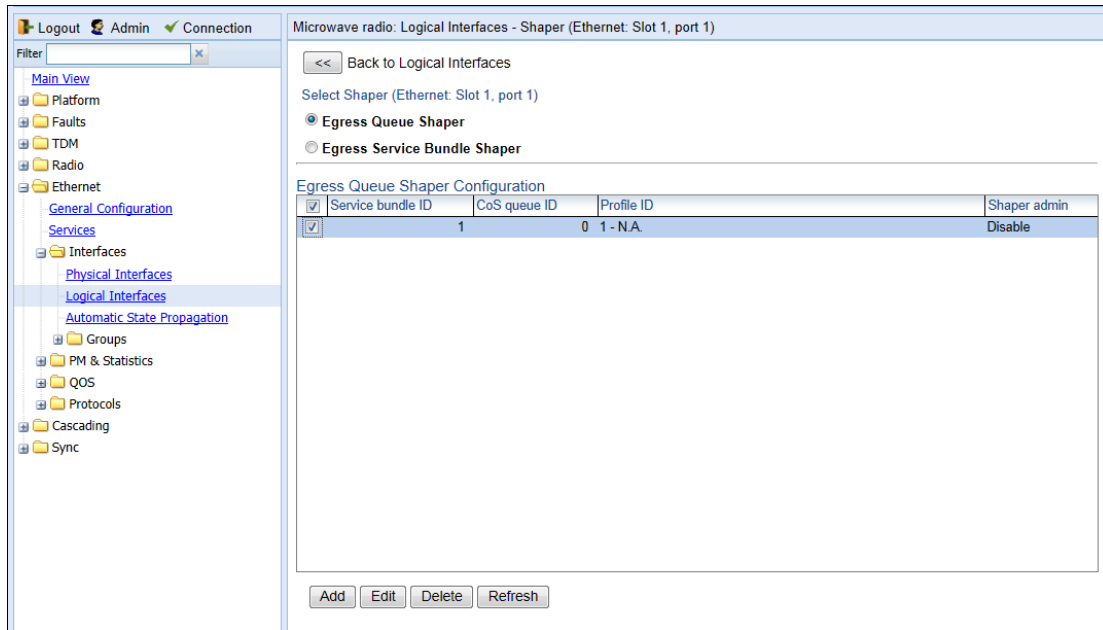 Logout Admin Connection
Filter
Main View
Platform
Faults
TDM
Radio
Ethernet
General Configuration
Services
Interfaces
Physical Interfaces
Logical Interfaces
Automatic State Propagation
Groups
PM & Statistics
QOS
Protocols
Cascading
Sync
Microwave radio: Logical Interfaces - Shaper (Ethernet: Slot 1, port 1)
<< Back to Logical Interfaces
Select Shaper (Ethernet: Slot 1, port 1)
Egress Queue Shaper
Egress Service Bundle Shaper
Egress Queue Shaper Configuration
Service bundle ID CoS queue ID Profile ID Shaper admin
1 0 1 - N.A. Disable
Add Edit Delete Refresh